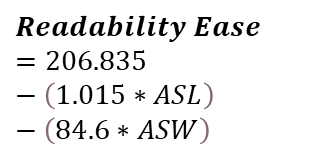 Readability Ease
= 206.835
− (1.015 ∗ ASL)
− (84.6 ∗ ASW)